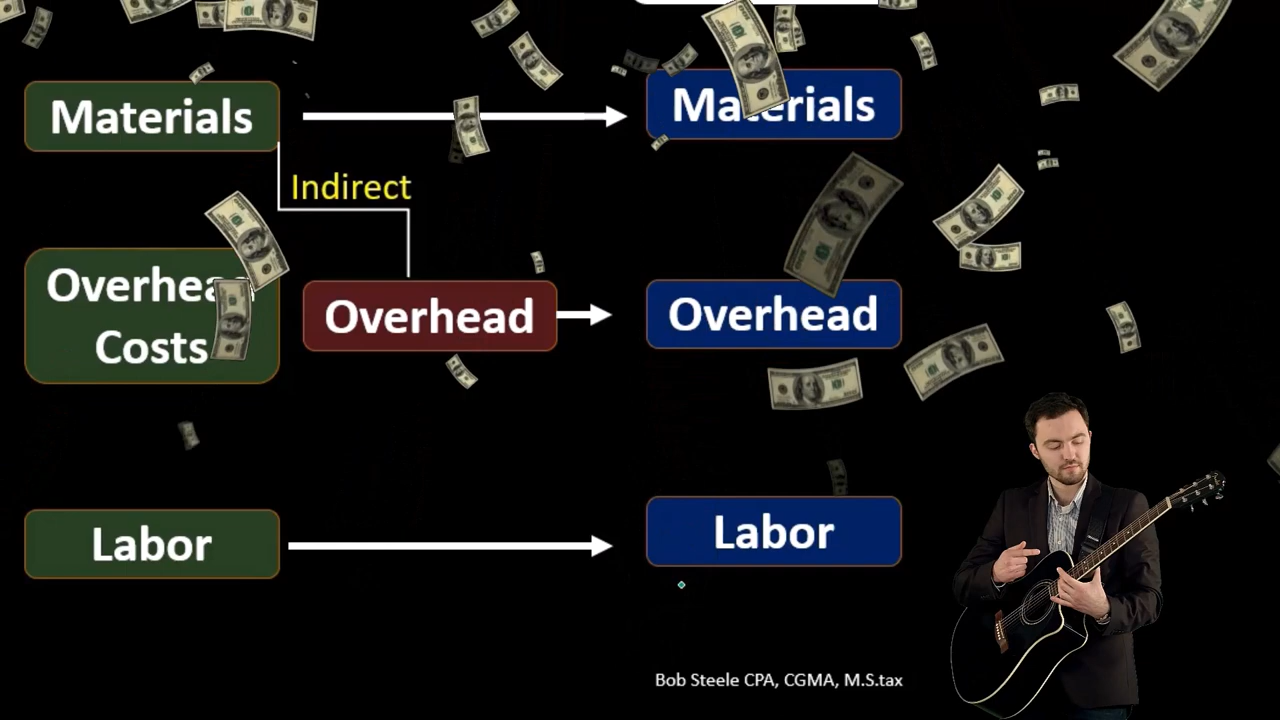 Materials
Materials
Indirect
Overhead
Costs
Overhead
Overhead
Labor
Labor
Bob Steele CPA, CGMA, M.S.tax